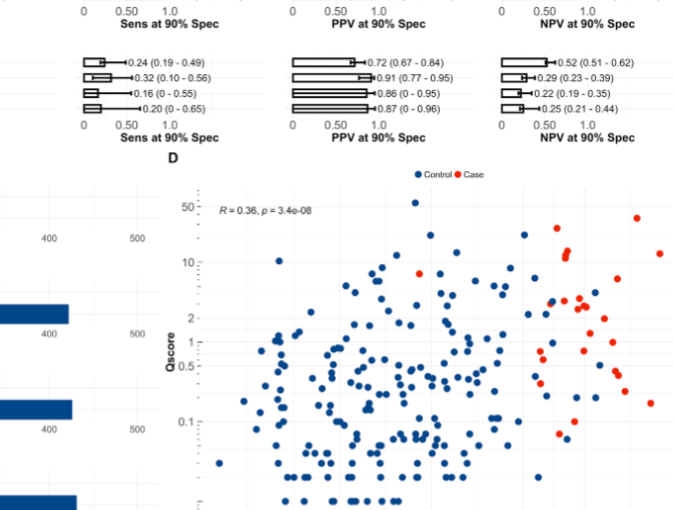 0 0.50 1.0 0 0.50 1.0 0 0.50 1.0
Sens at 90% Spec PPV at 90% Spec NPV at 90% Spec
0.24 (0.19 - 0.49) 0.72 (0.67 - 0.84) 0.52 (0.51 - 0.62)
0.32 (0.10 - 0.56) 0.91 (0.77 - 0.95) 0.29 (0.23 - 0.39)
0.16 (0 - 0.55) 0.86 (0 - 0.95) 0.22 (0.19 - 0.35)
0.20 (0 - 0.65) 0.87 (0 - 0.96) 0.25 (0.21 - 0.44)
0 0.50 1.0 0 0.50 1.0 0 0.50 1.0
Sens at 90% Spec PPV at 90% Spec NPV at 90% Spec
D
Control Case
400 500
400 500
400 500
R = 0.36, p = 3.4e-08
Qscore
50
10
2
1
0.5
0.1